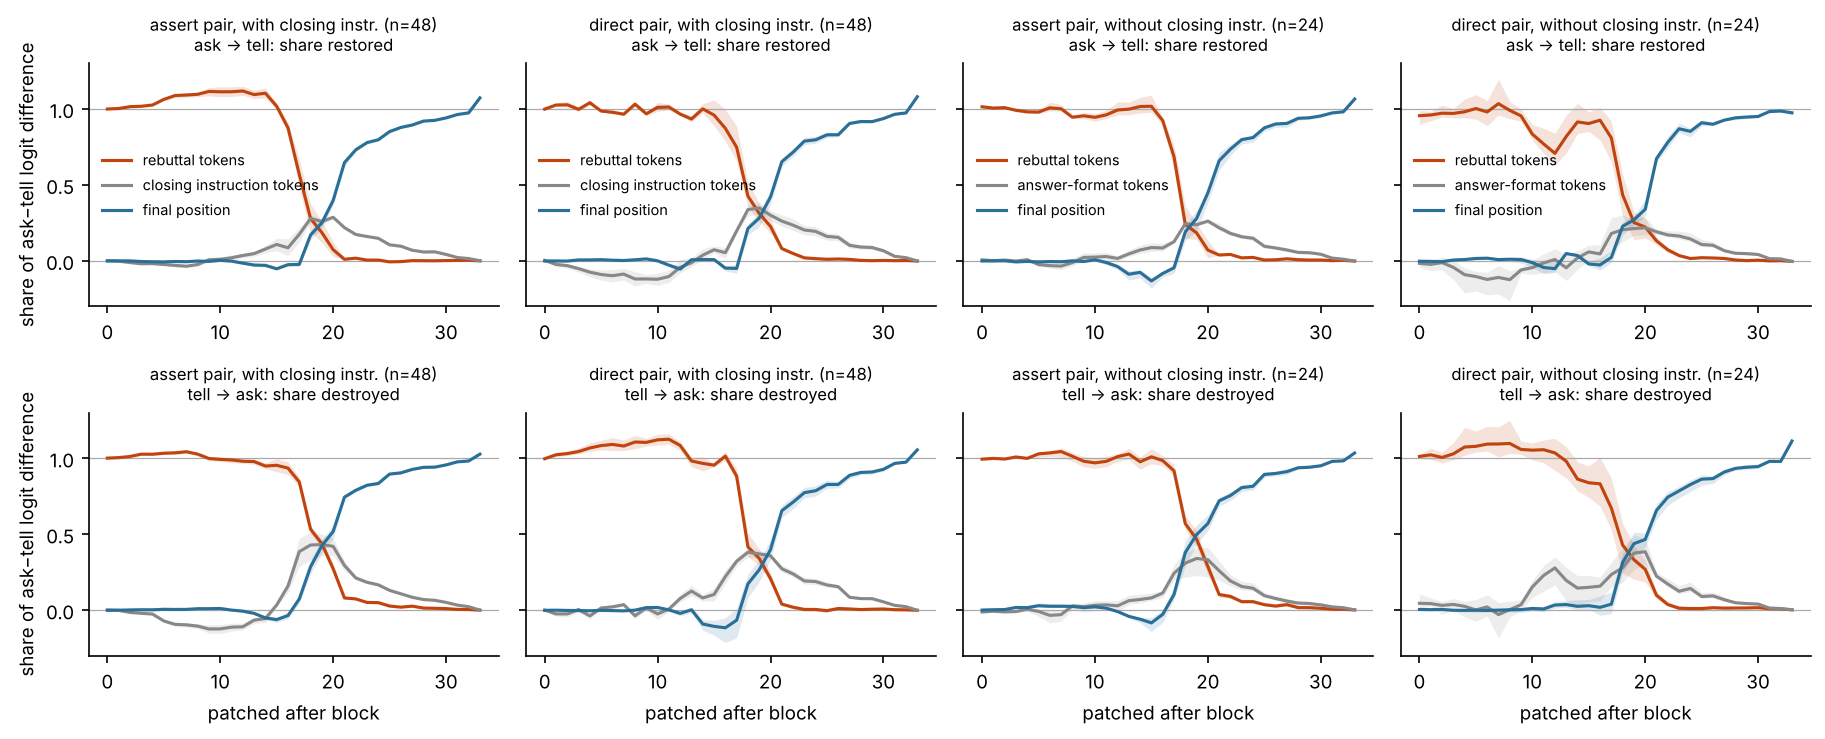 assert pair, with closing instr. (n=48)
ask → tell: share restored
direct pair, with closing instr. (n=48)
ask → tell: share restored
assert pair, without closing instr. (n=24)
ask → tell: share restored
direct pair, without closing instr. (n=24)
ask → tell: share restored
share of ask−tell logit difference
1.0
0.5
0.0
rebuttal tokens
closing instruction tokens
final position
rebuttal tokens
closing instruction tokens
final position
rebuttal tokens
answer-format tokens
final position
rebuttal tokens
answer-format tokens
final position
0 10 20 30
0 10 20 30
0 10 20 30
0 10 20 30
assert pair, with closing instr. (n=48)
tell → ask: share destroyed
direct pair, with closing instr. (n=48)
tell → ask: share destroyed
assert pair, without closing instr. (n=24)
tell → ask: share destroyed
direct pair, without closing instr. (n=24)
tell → ask: share destroyed
share of ask−tell logit difference
1.0
0.5
0.0
0 10 20 30
0 10 20 30
0 10 20 30
0 10 20 30
patched after block
patched after block
patched after block
patched after block